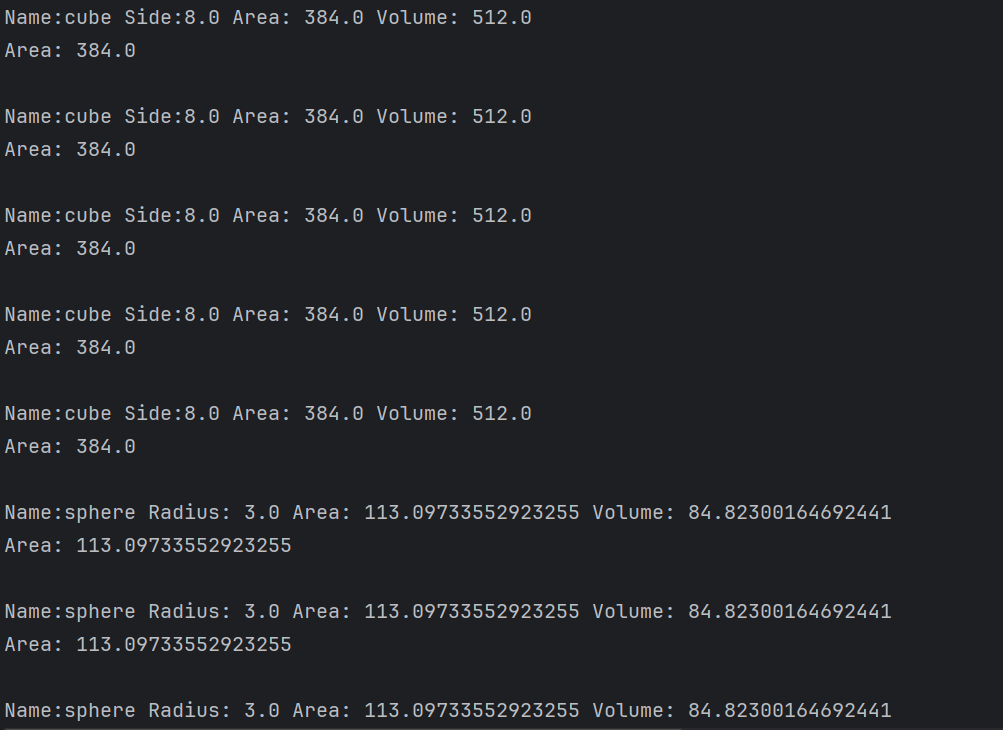 Name:cube Side:8.0 Area: 384.0 Volume: 512.0
Area: 384.0
Name:cube Side:8.0 Area: 384.0 Volume: 512.0
Area: 384.0
Name:cube Side:8.0 Area: 384.0 Volume: 512.0
Area: 384.0
Name:cube Side:8.0 Area: 384.0 Volume: 512.0
Area: 384.0
Name:cube Side:8.0 Area: 384.0 Volume: 512.0
Area: 384.0
Name:sphere Radius: 3.0 Area: 113.09733552923255 Volume: 84.82300164692441
Area: 113.09733552923255
Name:sphere Radius: 3.0 Area: 113.09733552923255 Volume: 84.82300164692441
Area: 113.09733552923255
Name:sphere Radius: 3.0 Area: 113.09733552923255 Volume: 84.82300164692441